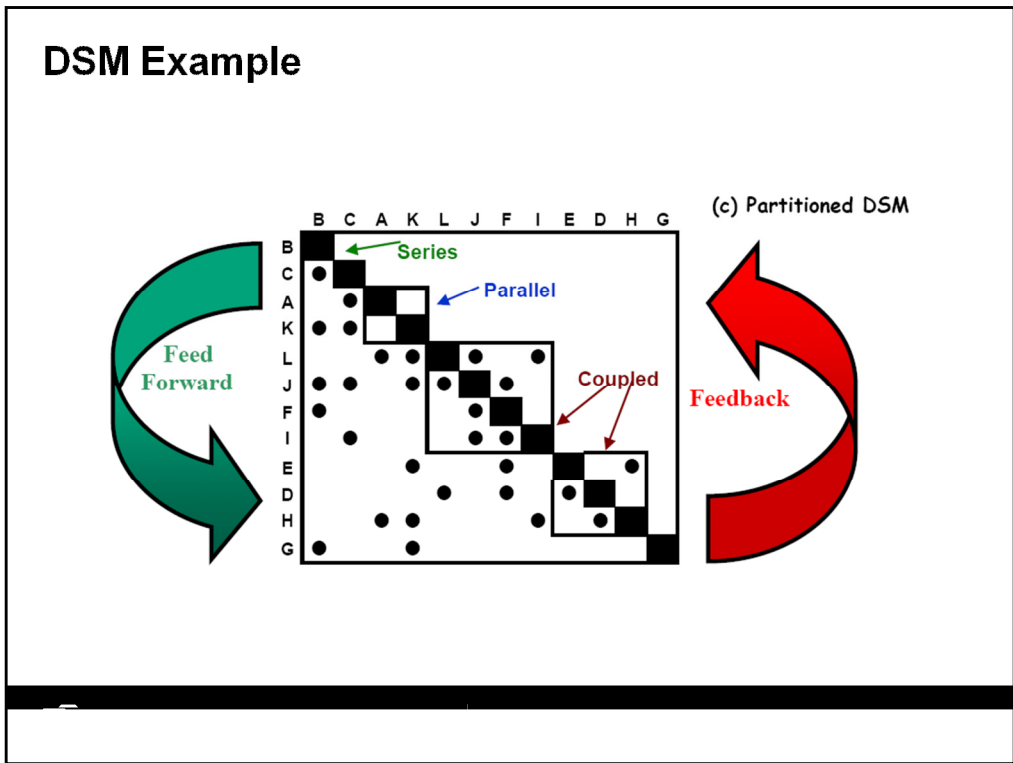 DSM Example
(c) Partitioned DSM
B C A K L J F I E D H G
B
Series
C
A
Parallel
K
L
Feed
Forward
J
Coupled
Feedback
F
I
E
D
H
G